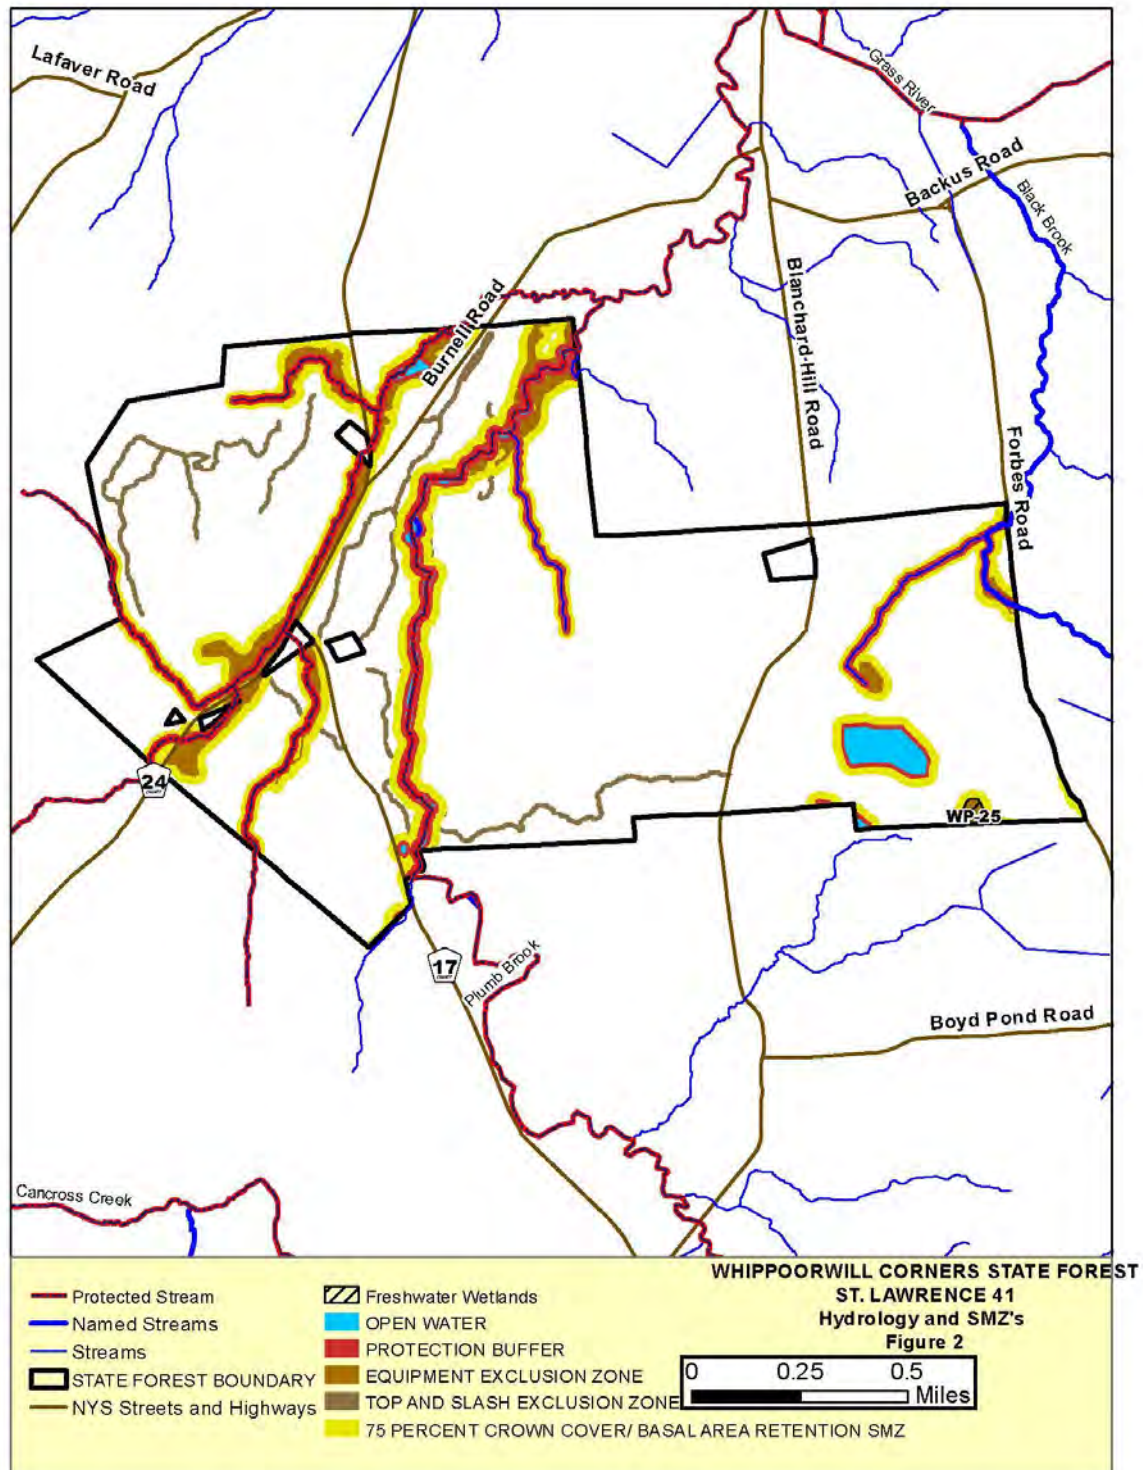 Lafaver Road
Grass River
Backus Road
Black Brook
Burnell Road
Blanchard-Hill Road
Forbes Road
24
WP-25
17
Plumb Brook
Boyd Pond Road
Cancross Creek
WHIPPOORWILL CORNERS STATE FOREST
ST. LAWRENCE 41
Hydrology and SMZ's
Figure 2
Protected Stream
Named Streams
Streams
STATE FOREST BOUNDARY
NYS Streets and Highways
Freshwater Wetlands
OPEN WATER
PROTECTION BUFFER
EQUIPMENT EXCLUSION ZONE
TOP AND SLASH EXCLUSION ZONE
75 PERCENT CROWN COVER/ BASAL AREA RETENTION SMZ
0 0.25 0.5
Miles